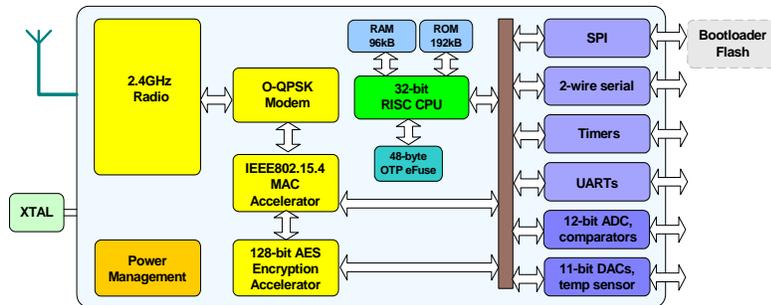 RAM
96kB
ROM
192kB
SPI
Bootloader
Flash
2.4GHz
Radio
O-QPSK
Modem
32-bit
RISC CPU
2-wire serial
Timers
48-byte
OTP eFuse
IEEE802.15.4
MAC
Accelerator
UARTs
XTAL
12-bit ADC,
comparators
Power
Management
128-bit AES
Encryption
Accelerator
11-bit DACs,
temp sensor